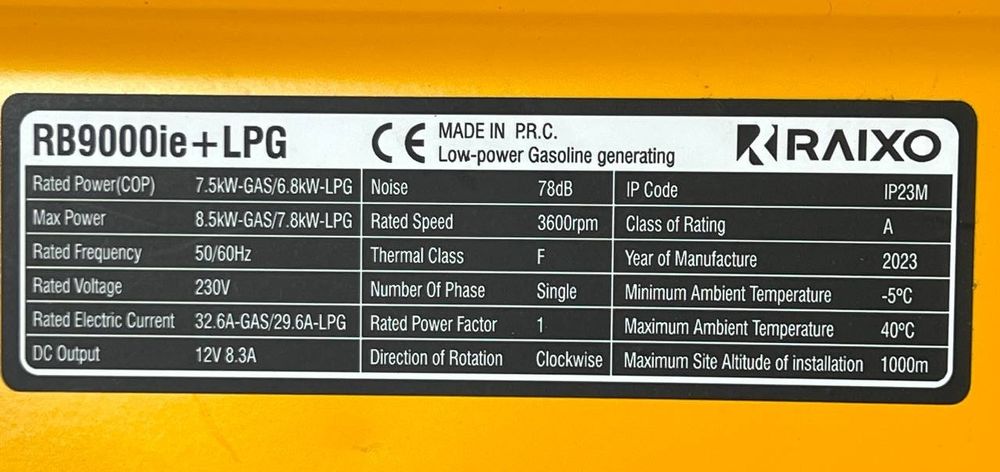 RB9000ie+LPG
CE MADE IN P.R.C.
Low-power Gasoline generating
RAIXO
Rated Power(COP) 7.5kW-GAS/6.8kW-LPG Noise 78dB IP Code IP23M
Max Power 8.5kW-GAS/7.8kW-LPG Rated Speed 3600rpm Class of Rating A
Rated Frequency 50/60Hz Thermal Class F Year of Manufacture 2023
Rated Voltage 230V Number Of Phase Single Minimum Ambient Temperature -5ºC
Rated Electric Current 32.6A-GAS/29.6A-LPG Rated Power Factor 1 Maximum Ambient Temperature 40ºC
DC Output 12V 8.3A Direction of Rotation Clockwise Maximum Site Altitude of installation 1000m